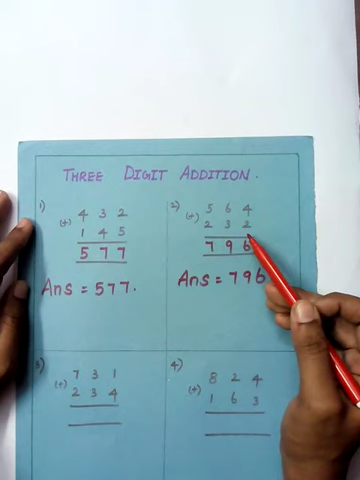 THREE DIGIT ADDITION.
1)
4 3 2
(+)
1 4 5
5 7 7
Ans = 577.
2)
5 6 4
(+)
2 3 2
7 9 6
Ans = 796
3)
7 3 1
(+)
2 3 4
4)
8 2 4
(+)
1 6 3